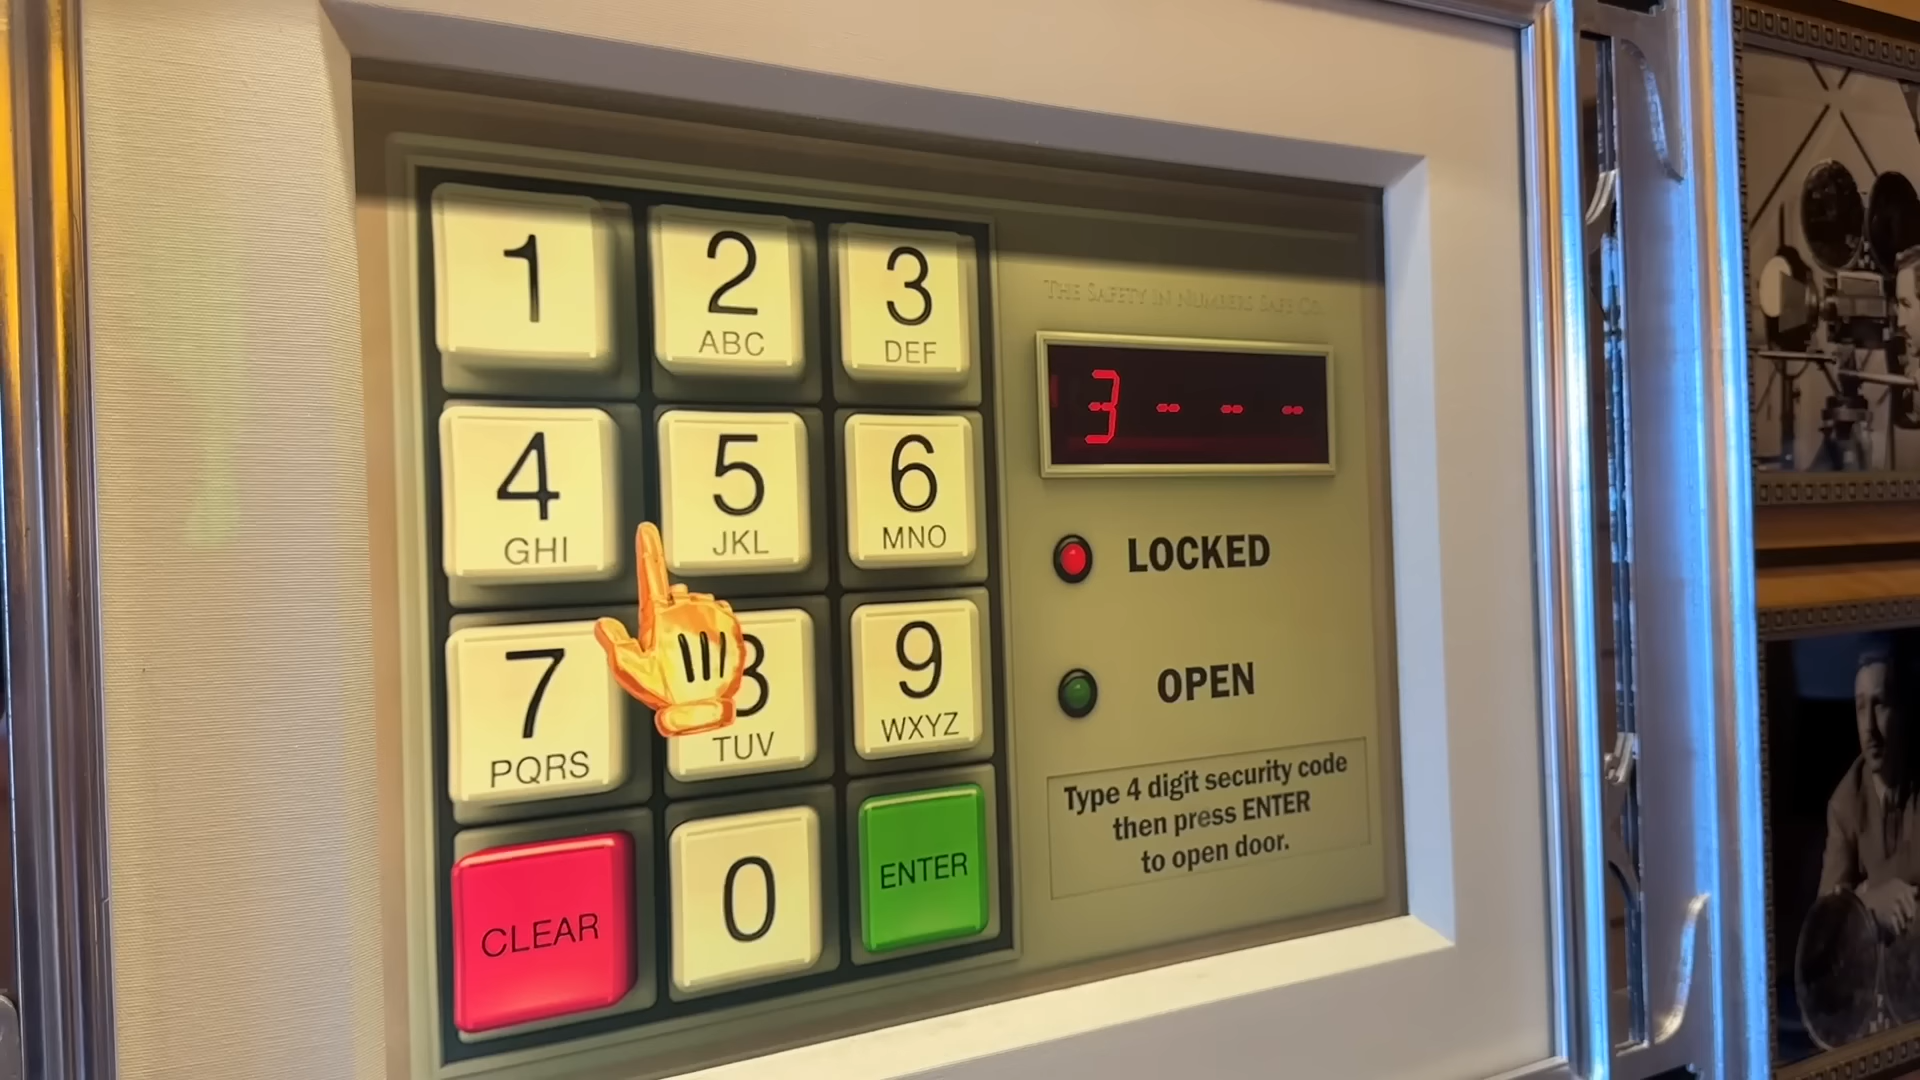 1
2
ABC
3
DEF
4
GHI
5
JKL
6
MNO
7
PQRS
8
TUV
9
WXYZ
CLEAR
0
ENTER
THE SAFETY IN NUMBERS SAFE CO.
3 - - -
LOCKED
OPEN
Type 4 digit security code
then press ENTER
to open door.